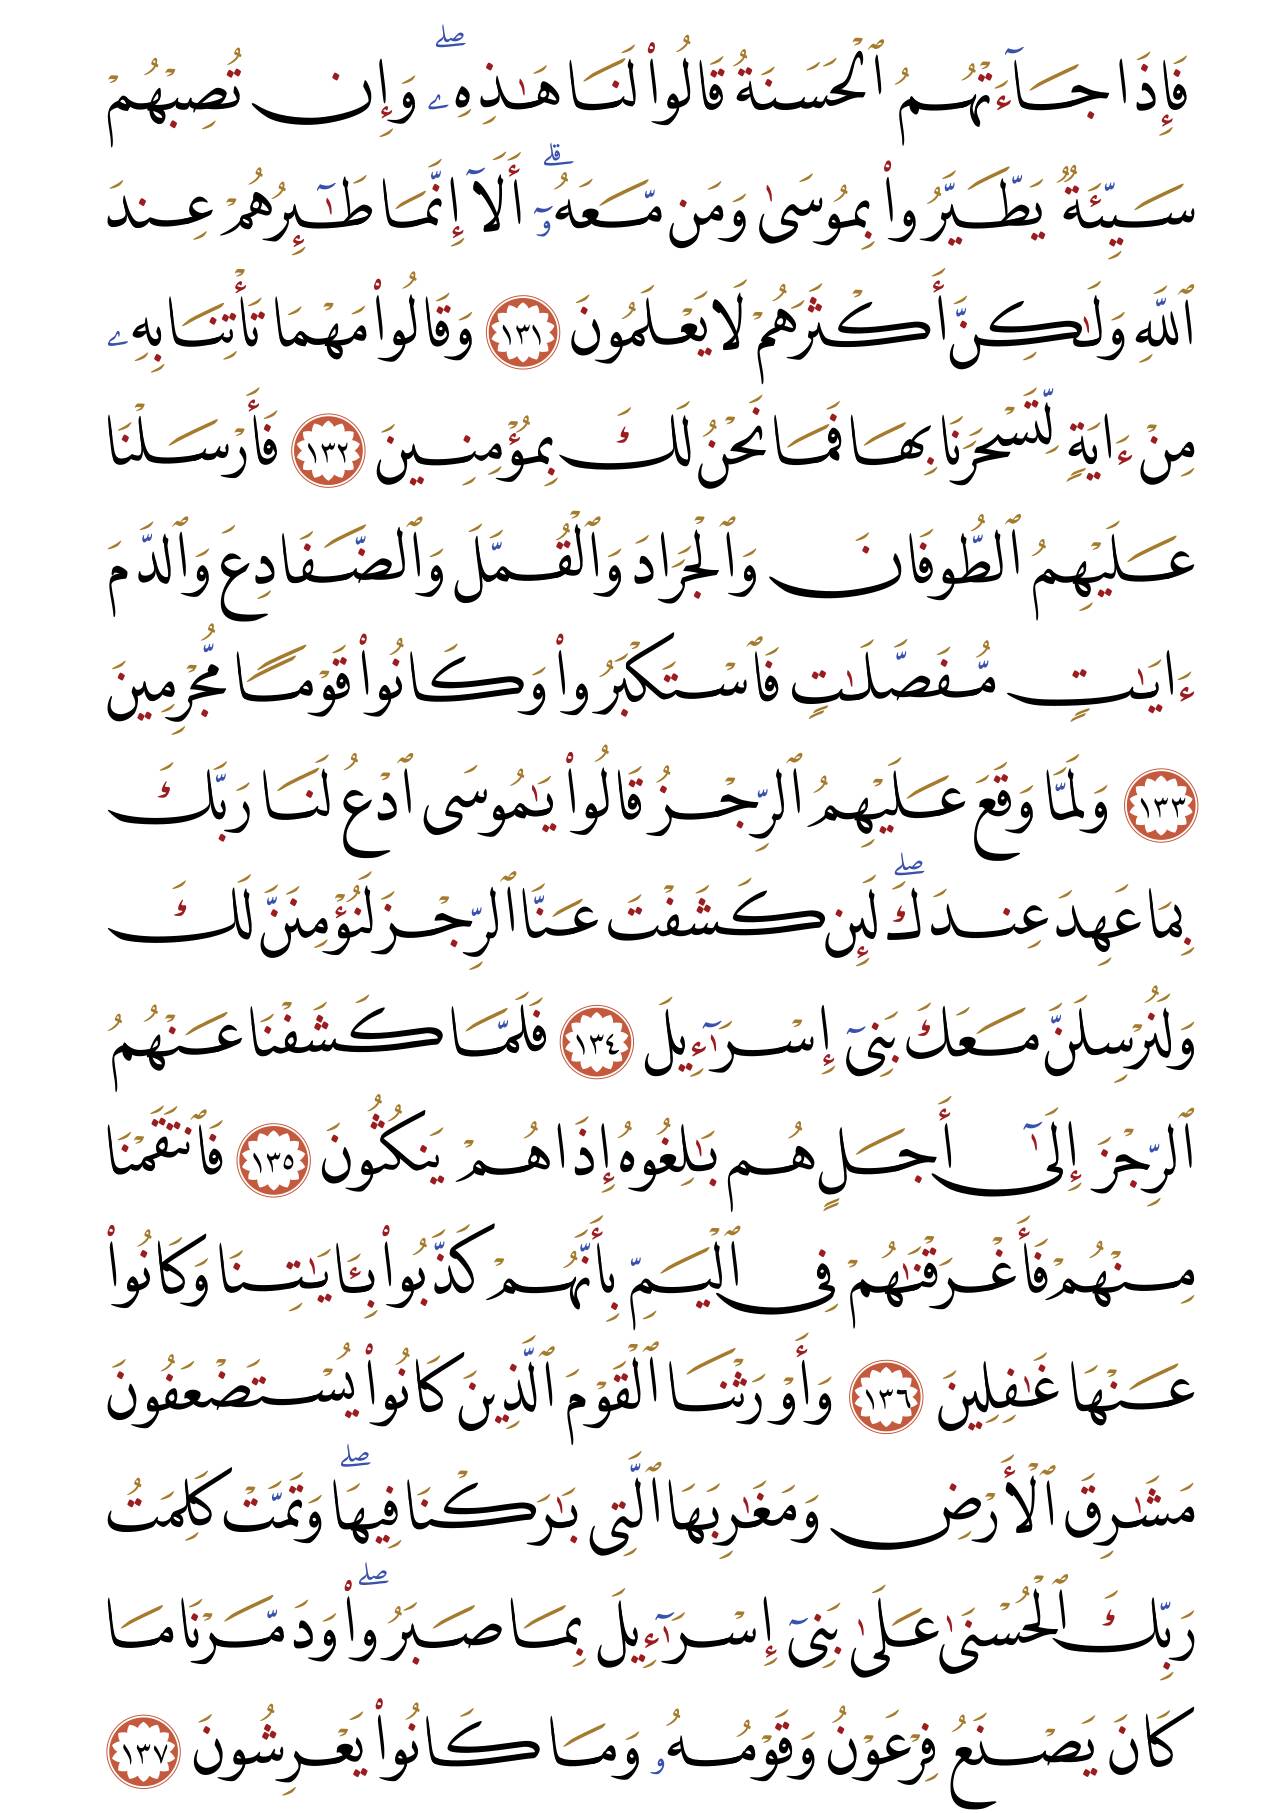 فَإِذَا جَآءَتْهُمُ ٱلْحَسَنَةُ قَالُوا۟ لَنَا هَـٰذِهِۦ ۖ وَإِن تُصِبْهُمْ
سَيِّئَةٌ يَطَّيَّرُوا۟ بِمُوسَىٰ وَمَن مَّعَهُۥٓ ۗ أَلَآ إِنَّمَا طَـٰٓئِرُهُمْ عِندَ
ٱللَّهِ وَلَـٰكِنَّ أَكْثَرَهُمْ لَا يَعْلَمُونَ ١٣١ وَقَالُوا۟ مَهْمَا تَأْتِنَا بِهِۦ
مِنْ ءَايَةٍ لِّتَسْحَرَنَا بِهَا فَمَا نَحْنُ لَكَ بِمُؤْمِنِينَ ١٣٢ فَأَرْسَلْنَا
عَلَيْهِمُ ٱلطُّوفَانَ وَٱلْجَرَادَ وَٱلْقُمَّلَ وَٱلضَّفَادِعَ وَٱلدَّمَ
ءَايَـٰتٍ مُّفَصَّلَـٰتٍ فَٱسْتَكْبَرُوا۟ وَكَانُوا۟ قَوْمًا مُّجْرِمِينَ
١٣٣ وَلَمَّا وَقَعَ عَلَيْهِمُ ٱلرِّجْزُ قَالُوا۟ يَـٰمُوسَى ٱدْعُ لَنَا رَبَّكَ
بِمَا عَهِدَ عِندَكَ ۖ لَئِن كَشَفْتَ عَنَّا ٱلرِّجْزَ لَنُؤْمِنَنَّ لَكَ
وَلَنُرْسِلَنَّ مَعَكَ بَنِىٓ إِسْرَٰٓءِيلَ ١٣٤ فَلَمَّا كَشَفْنَا عَنْهُمُ
ٱلرِّجْزَ إِلَىٰٓ أَجَلٍ هُم بَـٰلِغُوهُ إِذَا هُمْ يَنكُثُونَ ١٣٥ فَٱنتَقَمْنَا
مِنْهُمْ فَأَغْرَقْنَـٰهُمْ فِى ٱلْيَمِّ بِأَنَّهُمْ كَذَّبُوا۟ بِـَٔايَـٰتِنَا وَكَانُوا۟
عَنْهَا غَـٰفِلِينَ ١٣٦ وَأَوْرَثْنَا ٱلْقَوْمَ ٱلَّذِينَ كَانُوا۟ يُسْتَضْعَفُونَ
مَشَـٰرِقَ ٱلْأَرْضِ وَمَغَـٰرِبَهَا ٱلَّتِى بَـٰرَكْنَا فِيهَا ۖ وَتَمَّتْ كَلِمَتُ
رَبِّكَ ٱلْحُسْنَىٰ عَلَىٰ بَنِىٓ إِسْرَٰٓءِيلَ بِمَا صَبَرُوا۟ ۖ وَدَمَّرْنَا مَا
كَانَ يَصْنَعُ فِرْعَوْنُ وَقَوْمُهُۥ وَمَا كَانُوا۟ يَعْرِشُونَ ١٣٧